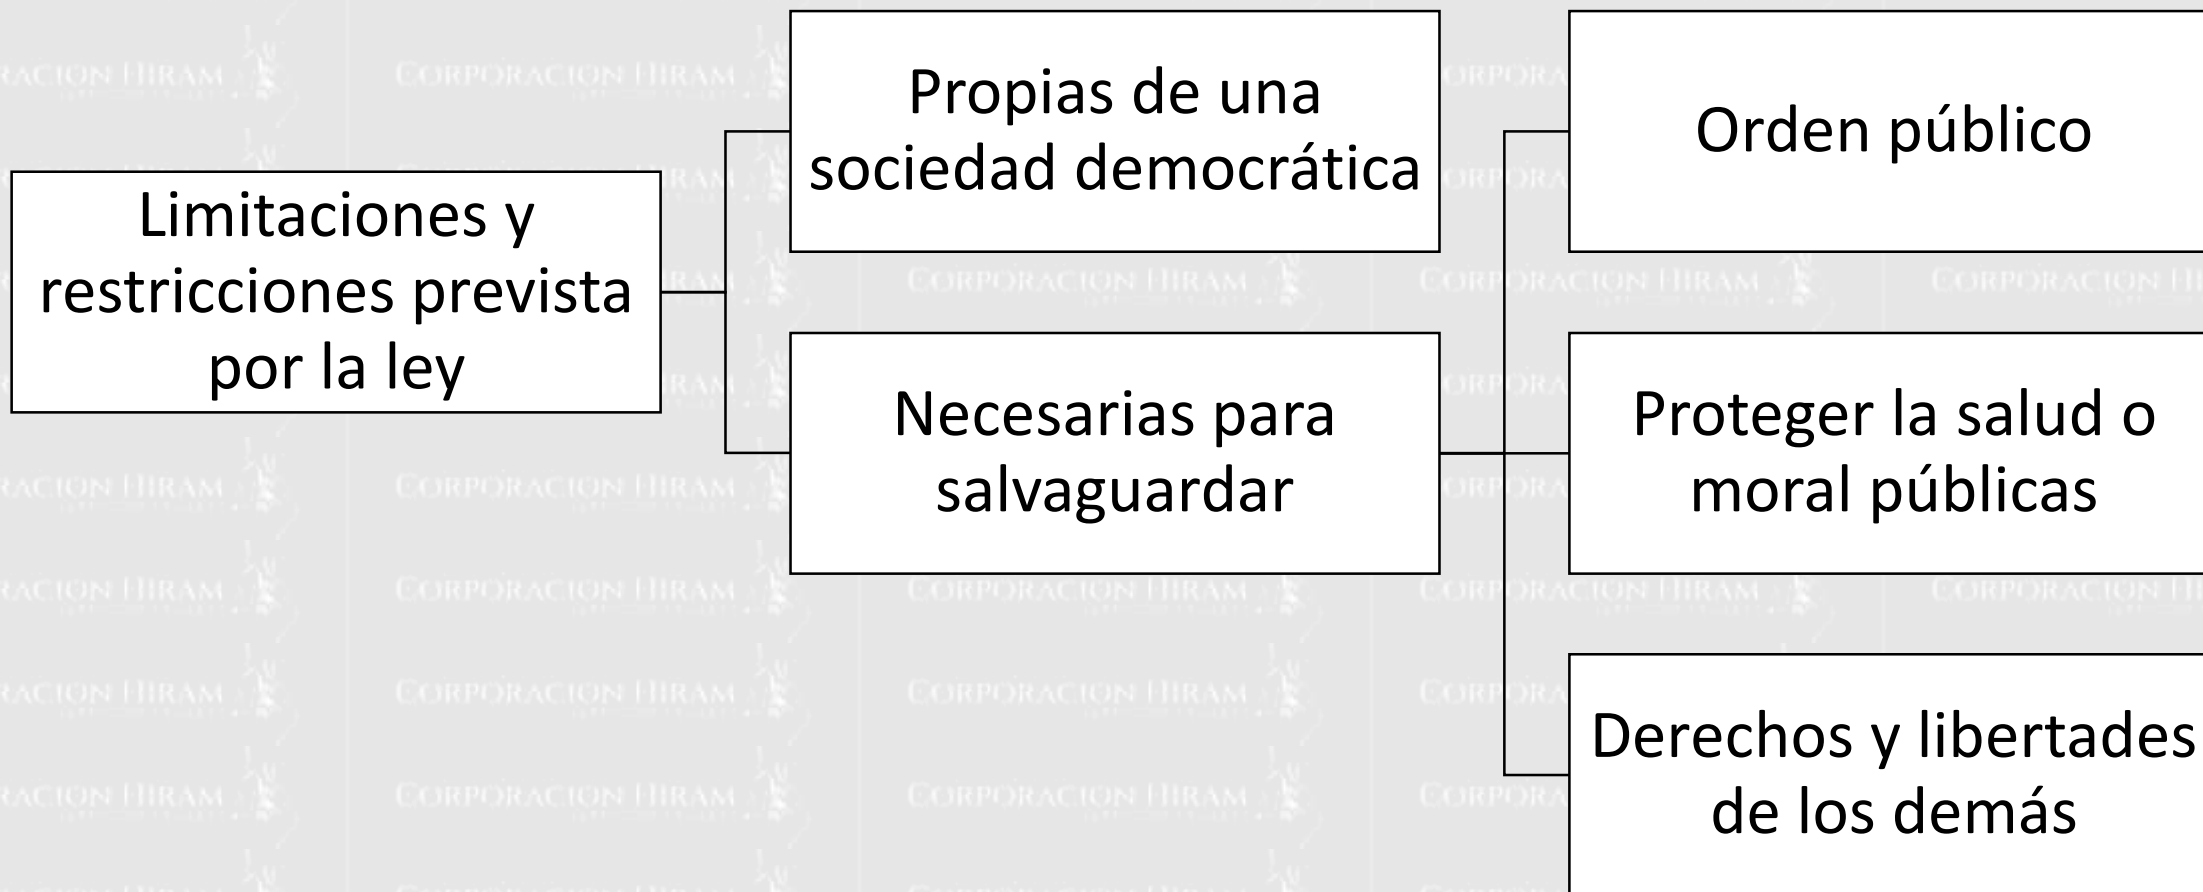 Limitaciones y
restricciones prevista
por la ley
Propias de una
sociedad democrática
Necesarias para
salvaguardar
Orden público
Proteger la salud o
moral públicas
Derechos y libertades
de los demás
CORPORACION HIRAM